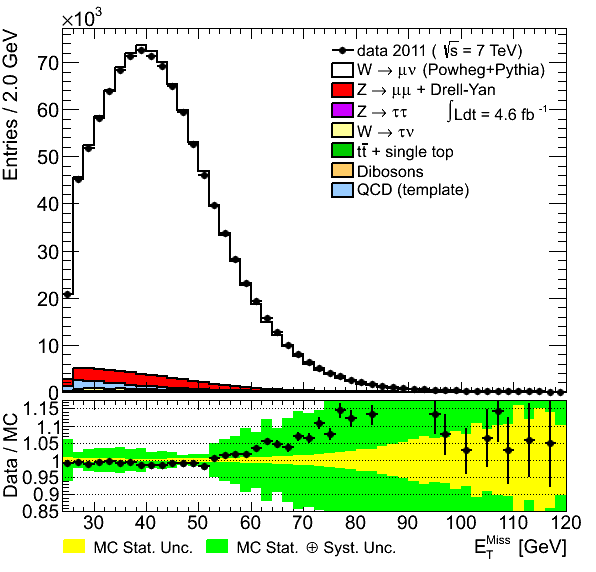 ×10³
Entries / 2.0 GeV
70
60
50
40
30
20
10
0
data 2011 ( √s = 7 TeV)
W → μν (Powheg+Pythia)
Z → μμ + Drell-Yan
Z → ττ
∫Ldt = 4.6 fb⁻¹
W → τν
tt̄ + single top
Dibosons
QCD (template)
Data / MC
1.15
1.1
1.05
1
0.95
0.9
0.85
30 40 50 60 70 80 90 100 110 120
E_T^Miss [GeV]
MC Stat. Unc.
MC Stat. ⊕ Syst. Unc.